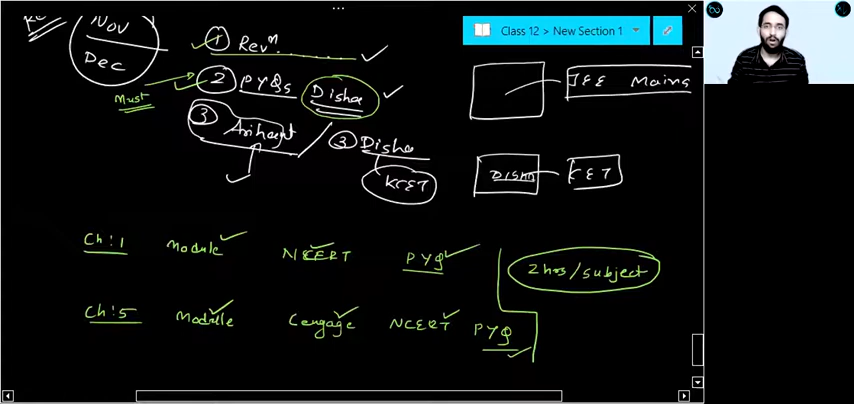 Nov
Dec
① Revⁿ.
② PYQs Disha
Must
③ Arihant / ③ Disha
KCET
Class 12 > New Section 1
JEE Mains
DISHA KCET
Ch:1 Module NCERT PYQ
2 hrs/subject
Ch:5 Module Cengage NCERT PYQ